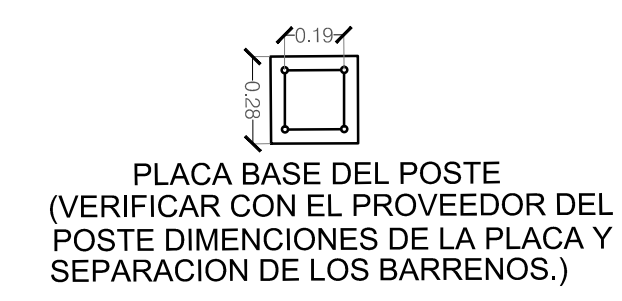 0.19
0.28
PLACA BASE DEL POSTE
(VERIFICAR CON EL PROVEEDOR DEL
POSTE DIMENCIONES DE LA PLACA Y
SEPARACION DE LOS BARRENOS.)